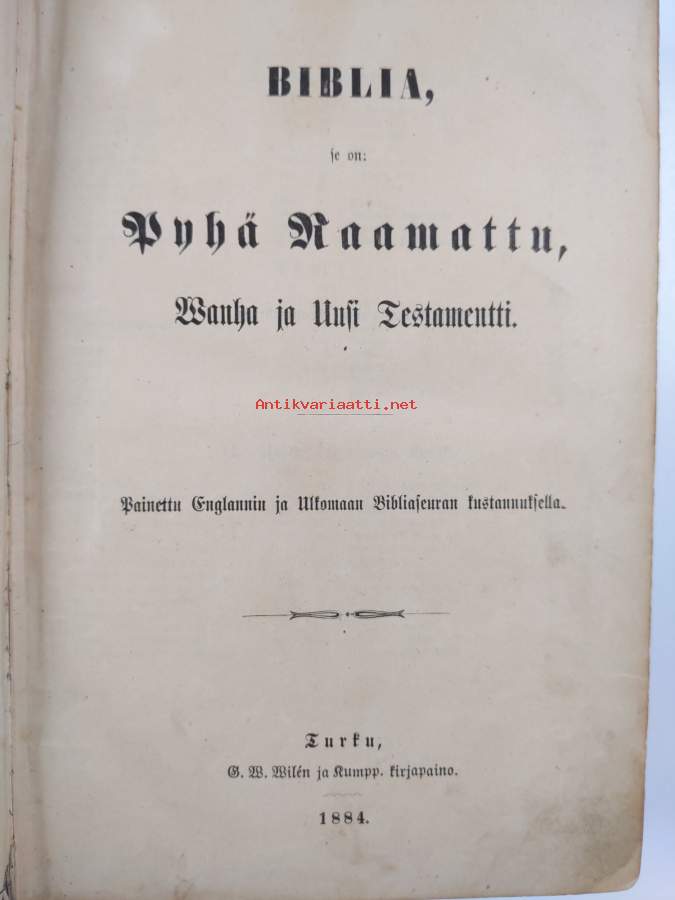 BIBLIA,
se on:
Pyhä Raamattu,
Wanha ja Uusi Testamentti.
Antikvariaatti.net
Painettu Englannin ja Ulkomaan Bibliaseuran kustannuksella.
Turku,
G. W. Wilén ja Kumpp. kirjapaino.
1884.